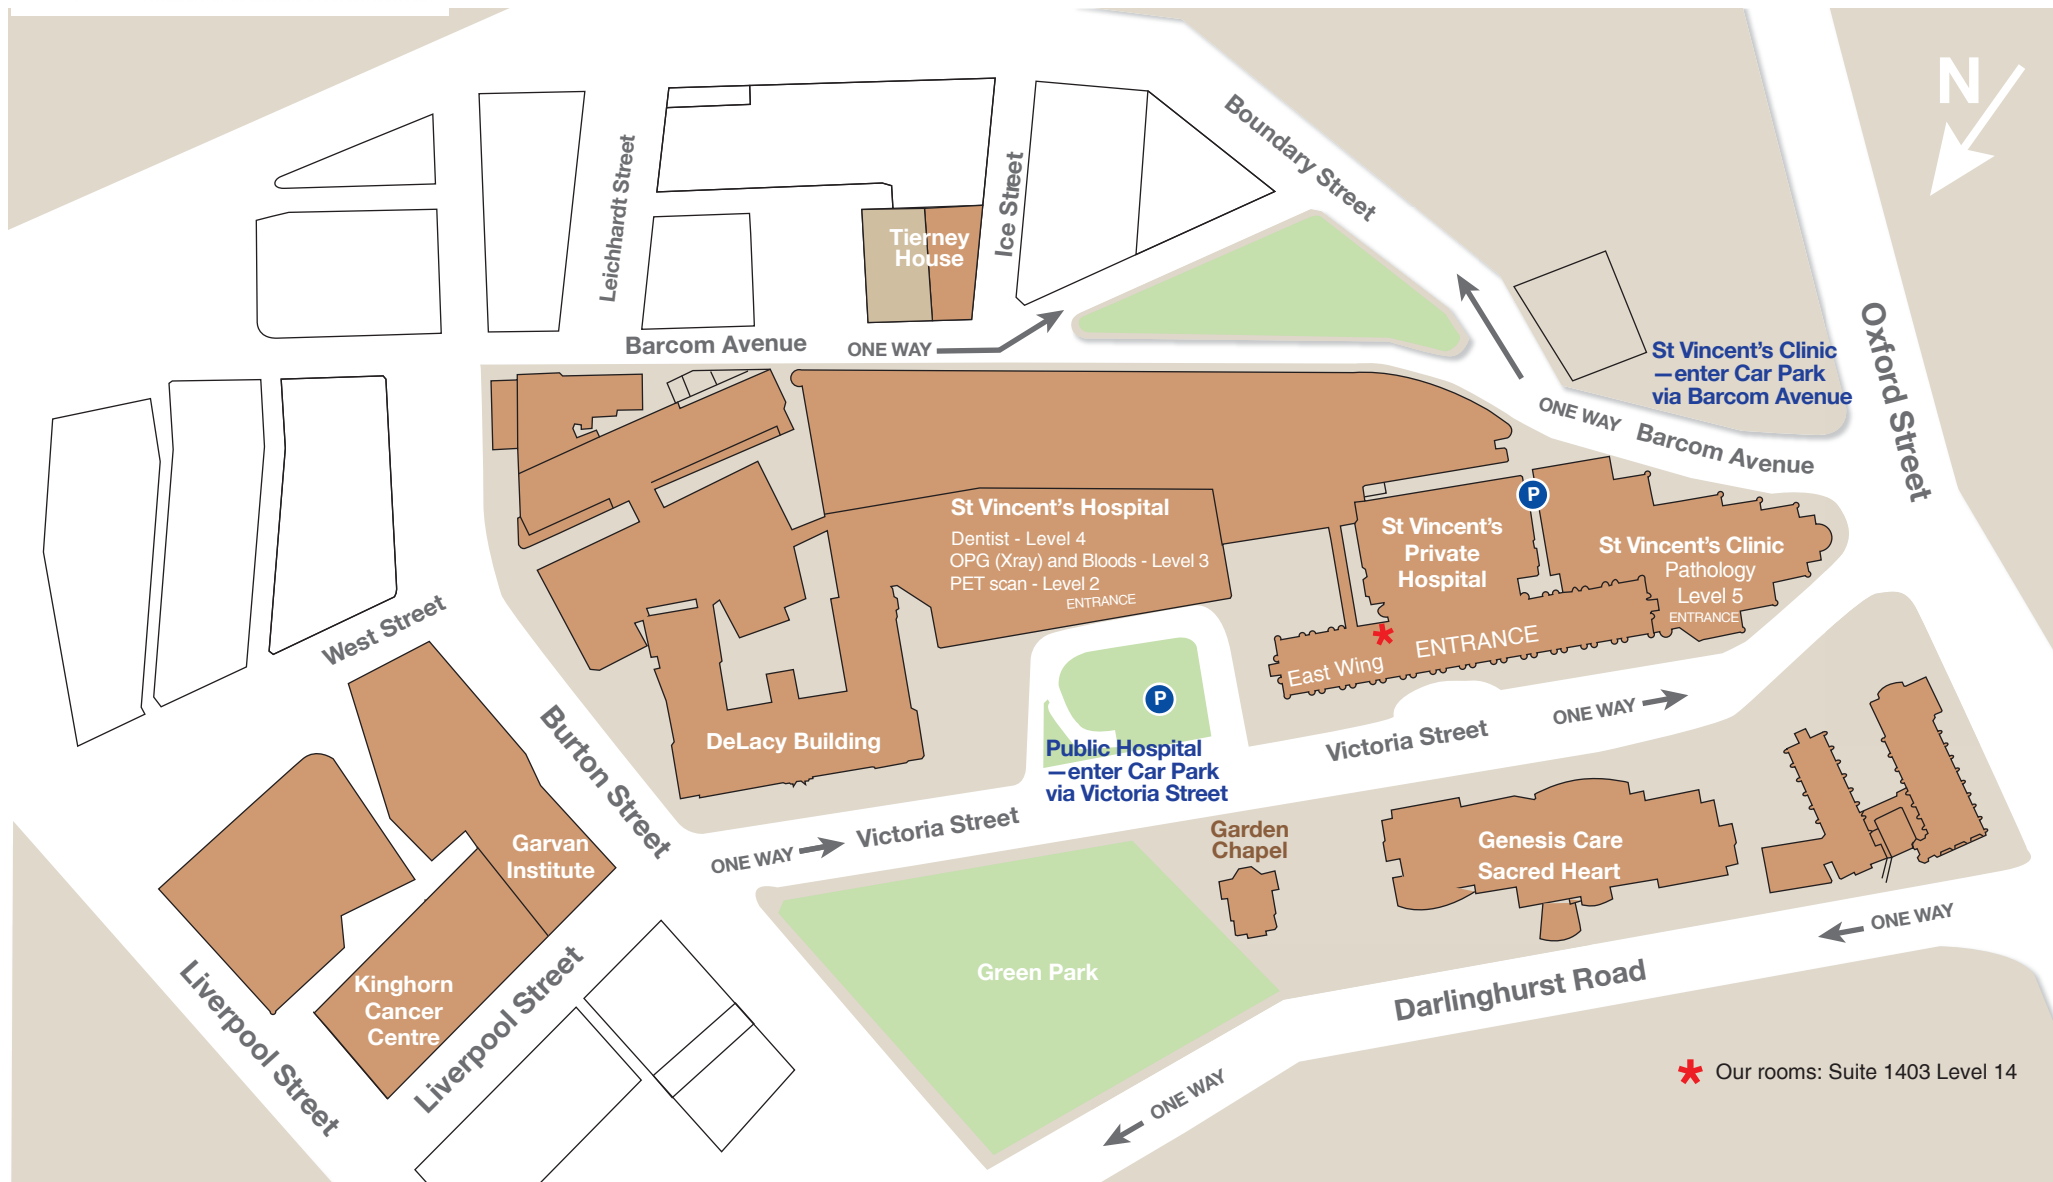 N
Boundary Street
Leichhardt Street
Ice Street
Tierney
House
Oxford Street
Barcom Avenue
ONE WAY
St Vincent's Clinic
—enter Car Park
via Barcom Avenue
ONE WAY
Barcom Avenue
P
St Vincent's Hospital
Dentist - Level 4
OPG (Xray) and Bloods - Level 3
PET scan - Level 2
ENTRANCE
St Vincent's
Private
Hospital
St Vincent's Clinic
Pathology
Level 5
ENTRANCE
West Street
East Wing
ENTRANCE
P
DeLacy Building
Public Hospital
—enter Car Park
via Victoria Street
Victoria Street
ONE WAY
Burton Street
ONE WAY
Victoria Street
Garden
Chapel
Genesis Care
Sacred Heart
Garvan
Institute
Kinghorn
Cancer
Centre
Liverpool Street
Liverpool Street
Green Park
Darlinghurst Road
ONE WAY
ONE WAY
* Our rooms: Suite 1403 Level 14